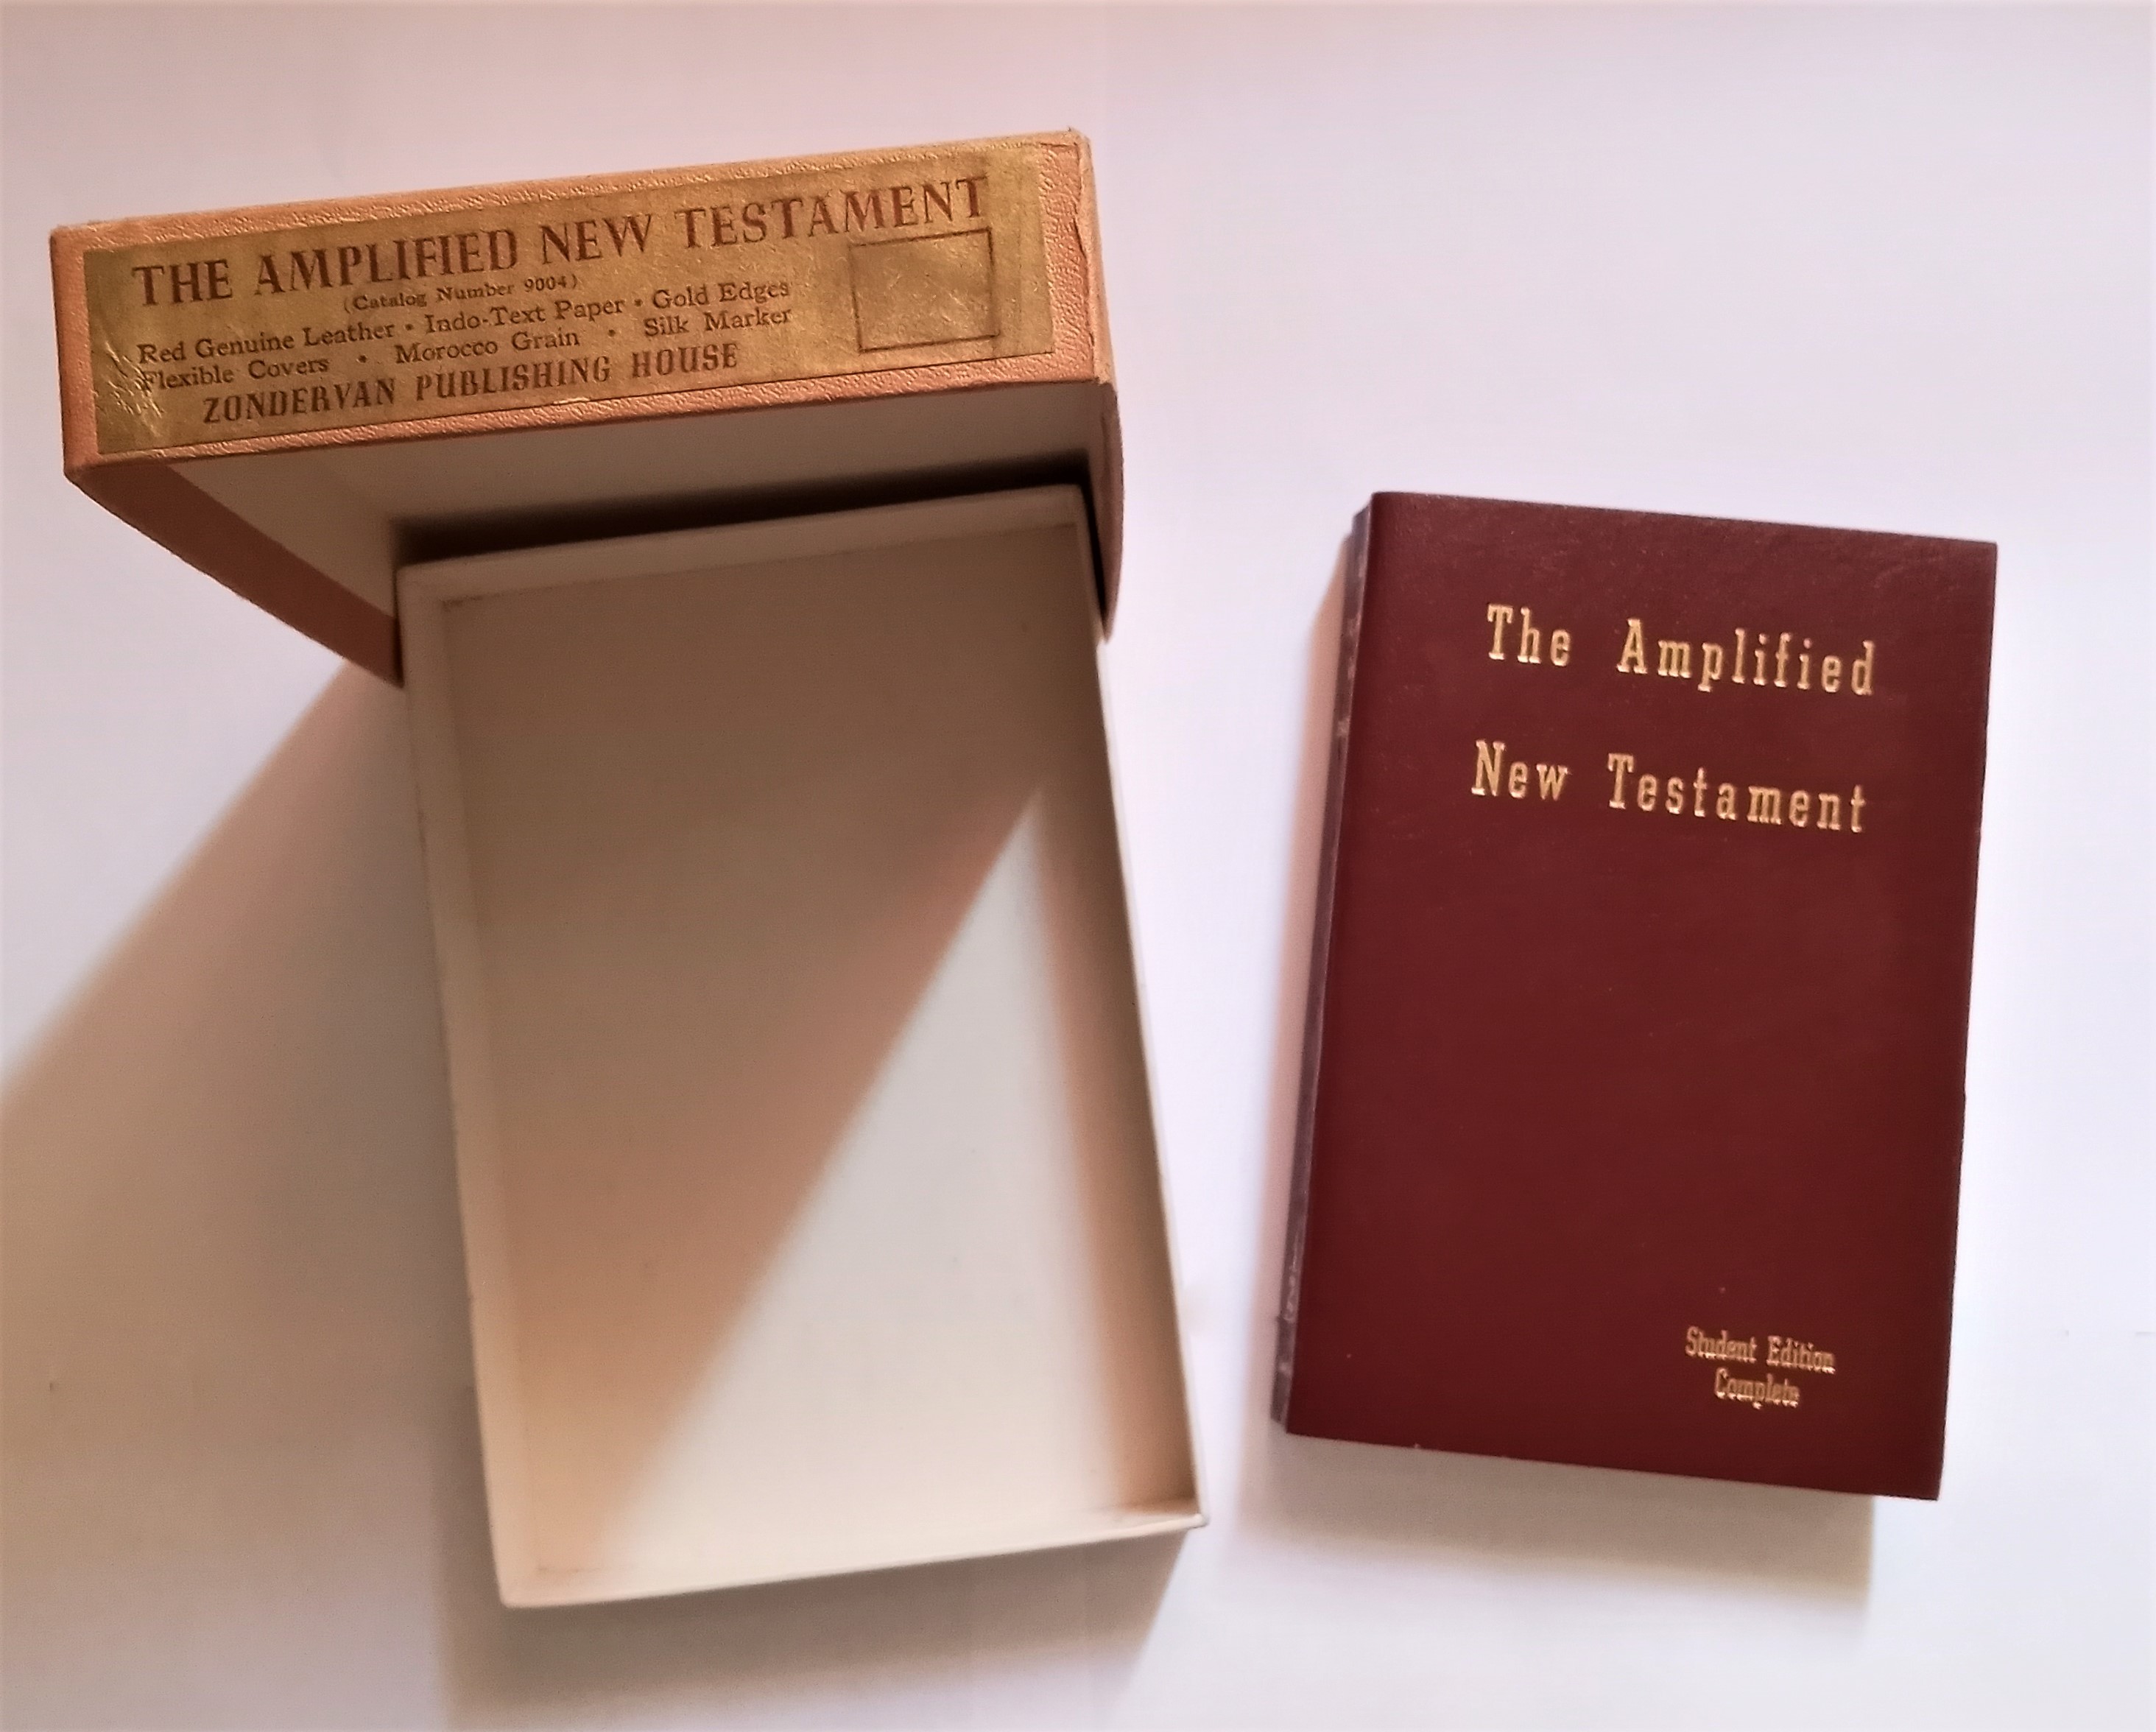 THE AMPLIFIED NEW TESTAMENT
(Catalog Number 9004)
Red Genuine Leather • Indo-Text Paper • Gold Edges
Flexible Covers • Morocco Grain • Silk Marker
ZONDERVAN PUBLISHING HOUSE
The Amplified
New Testament
Student Edition
Complete